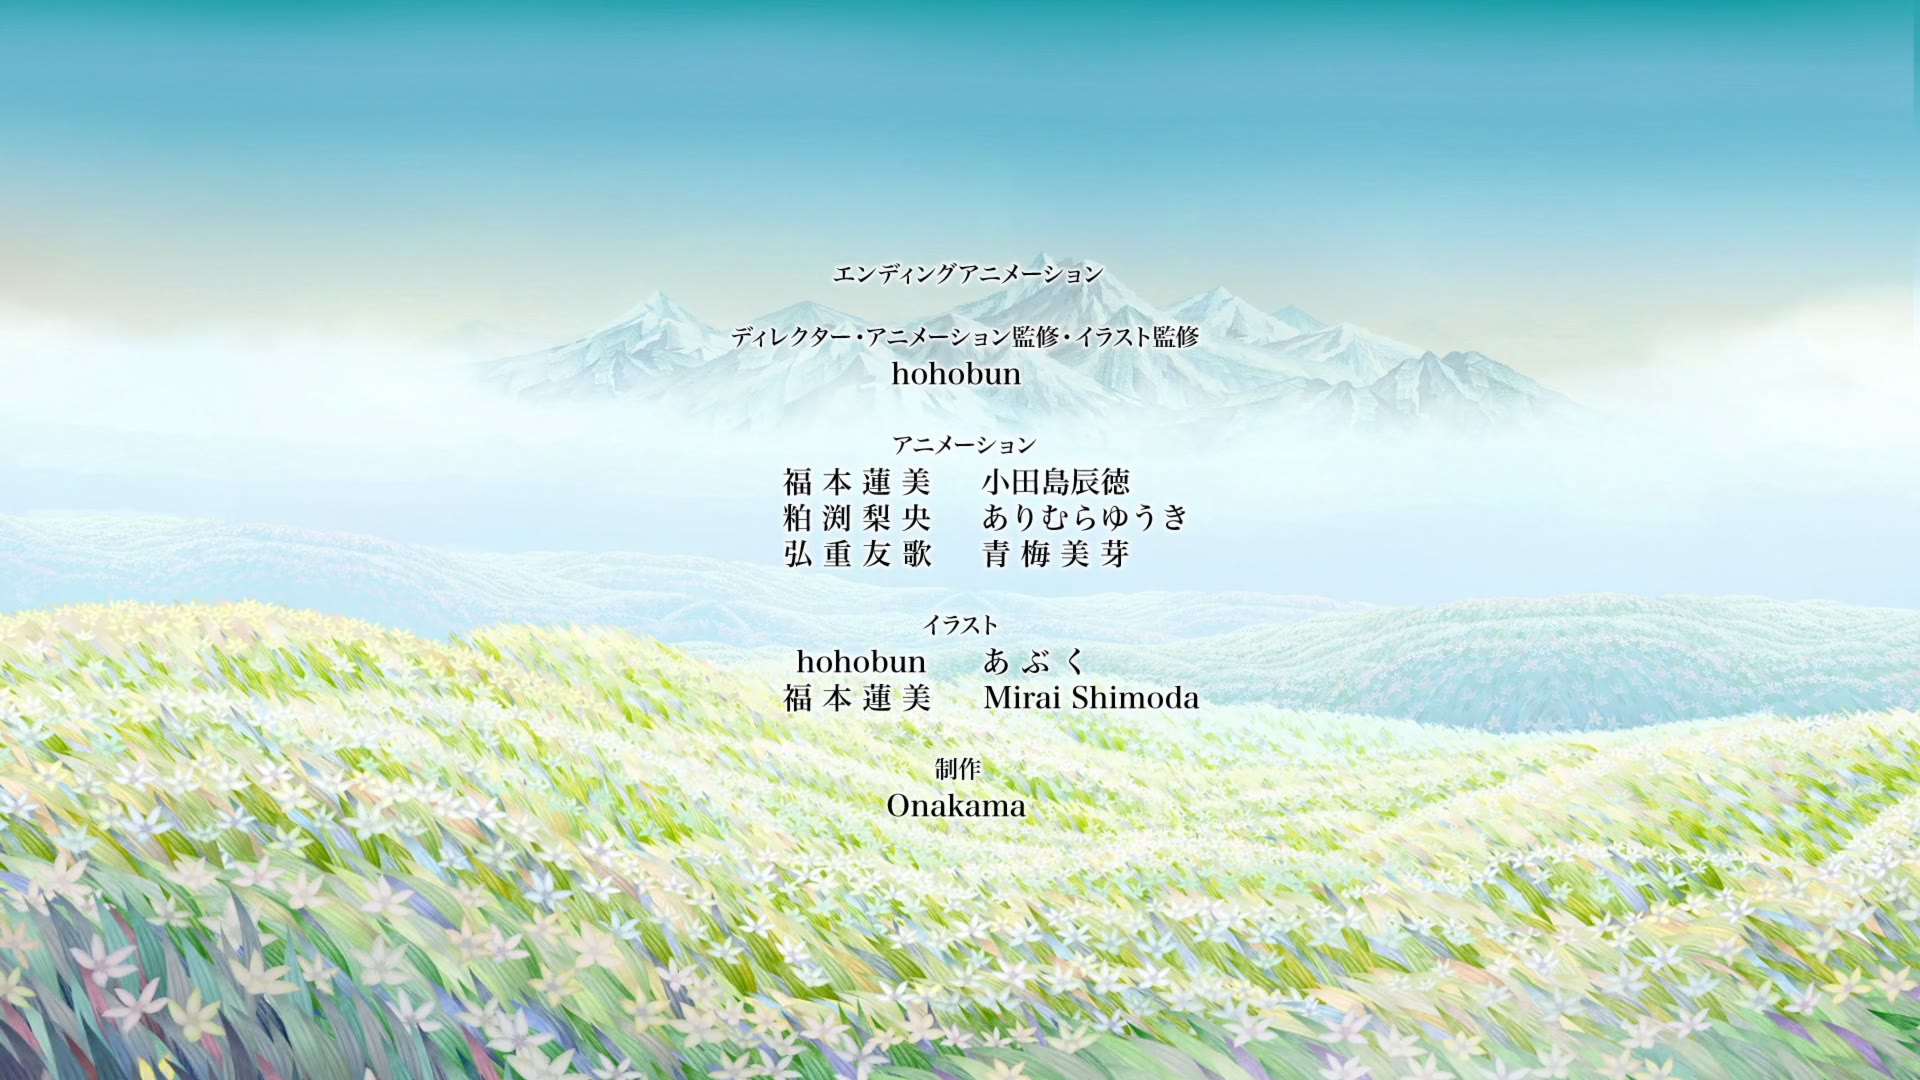 エンディングアニメーション
ディレクター・アニメーション監修・イラスト監修
hohobun
アニメーション
福本蓮美 小田島辰徳
粕渕梨央 ありむらゆうき
弘重友歌 青梅美芽
イラスト
hohobun あぶく
福本蓮美 Mirai Shimoda
制作
Onakama